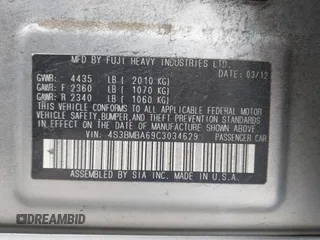 MFD BY FUJI HEAVY INDUSTRIES LTD.
DATE: 03/12
GVWR: 4435 LB ( 2010 KG)
GAWR: F 2360 LB ( 1070 KG)
GAWR: R 2340 LB ( 1060 KG)
THIS VEHICLE CONFORMS TO ALL APPLICABLE FEDERAL MOTOR
VEHICLE SAFETY,BUMPER,AND THEFT PREVENTION STANDARDS
IN EFFECT ON THE DATE OF MANUFACTURE SHOWN ABOVE.
VIN: 4S3BMBA69C3034629 PASSENGER CAR
ASSEMBLED BY SIA INC. MADE IN U.S.A.
DREAMBID